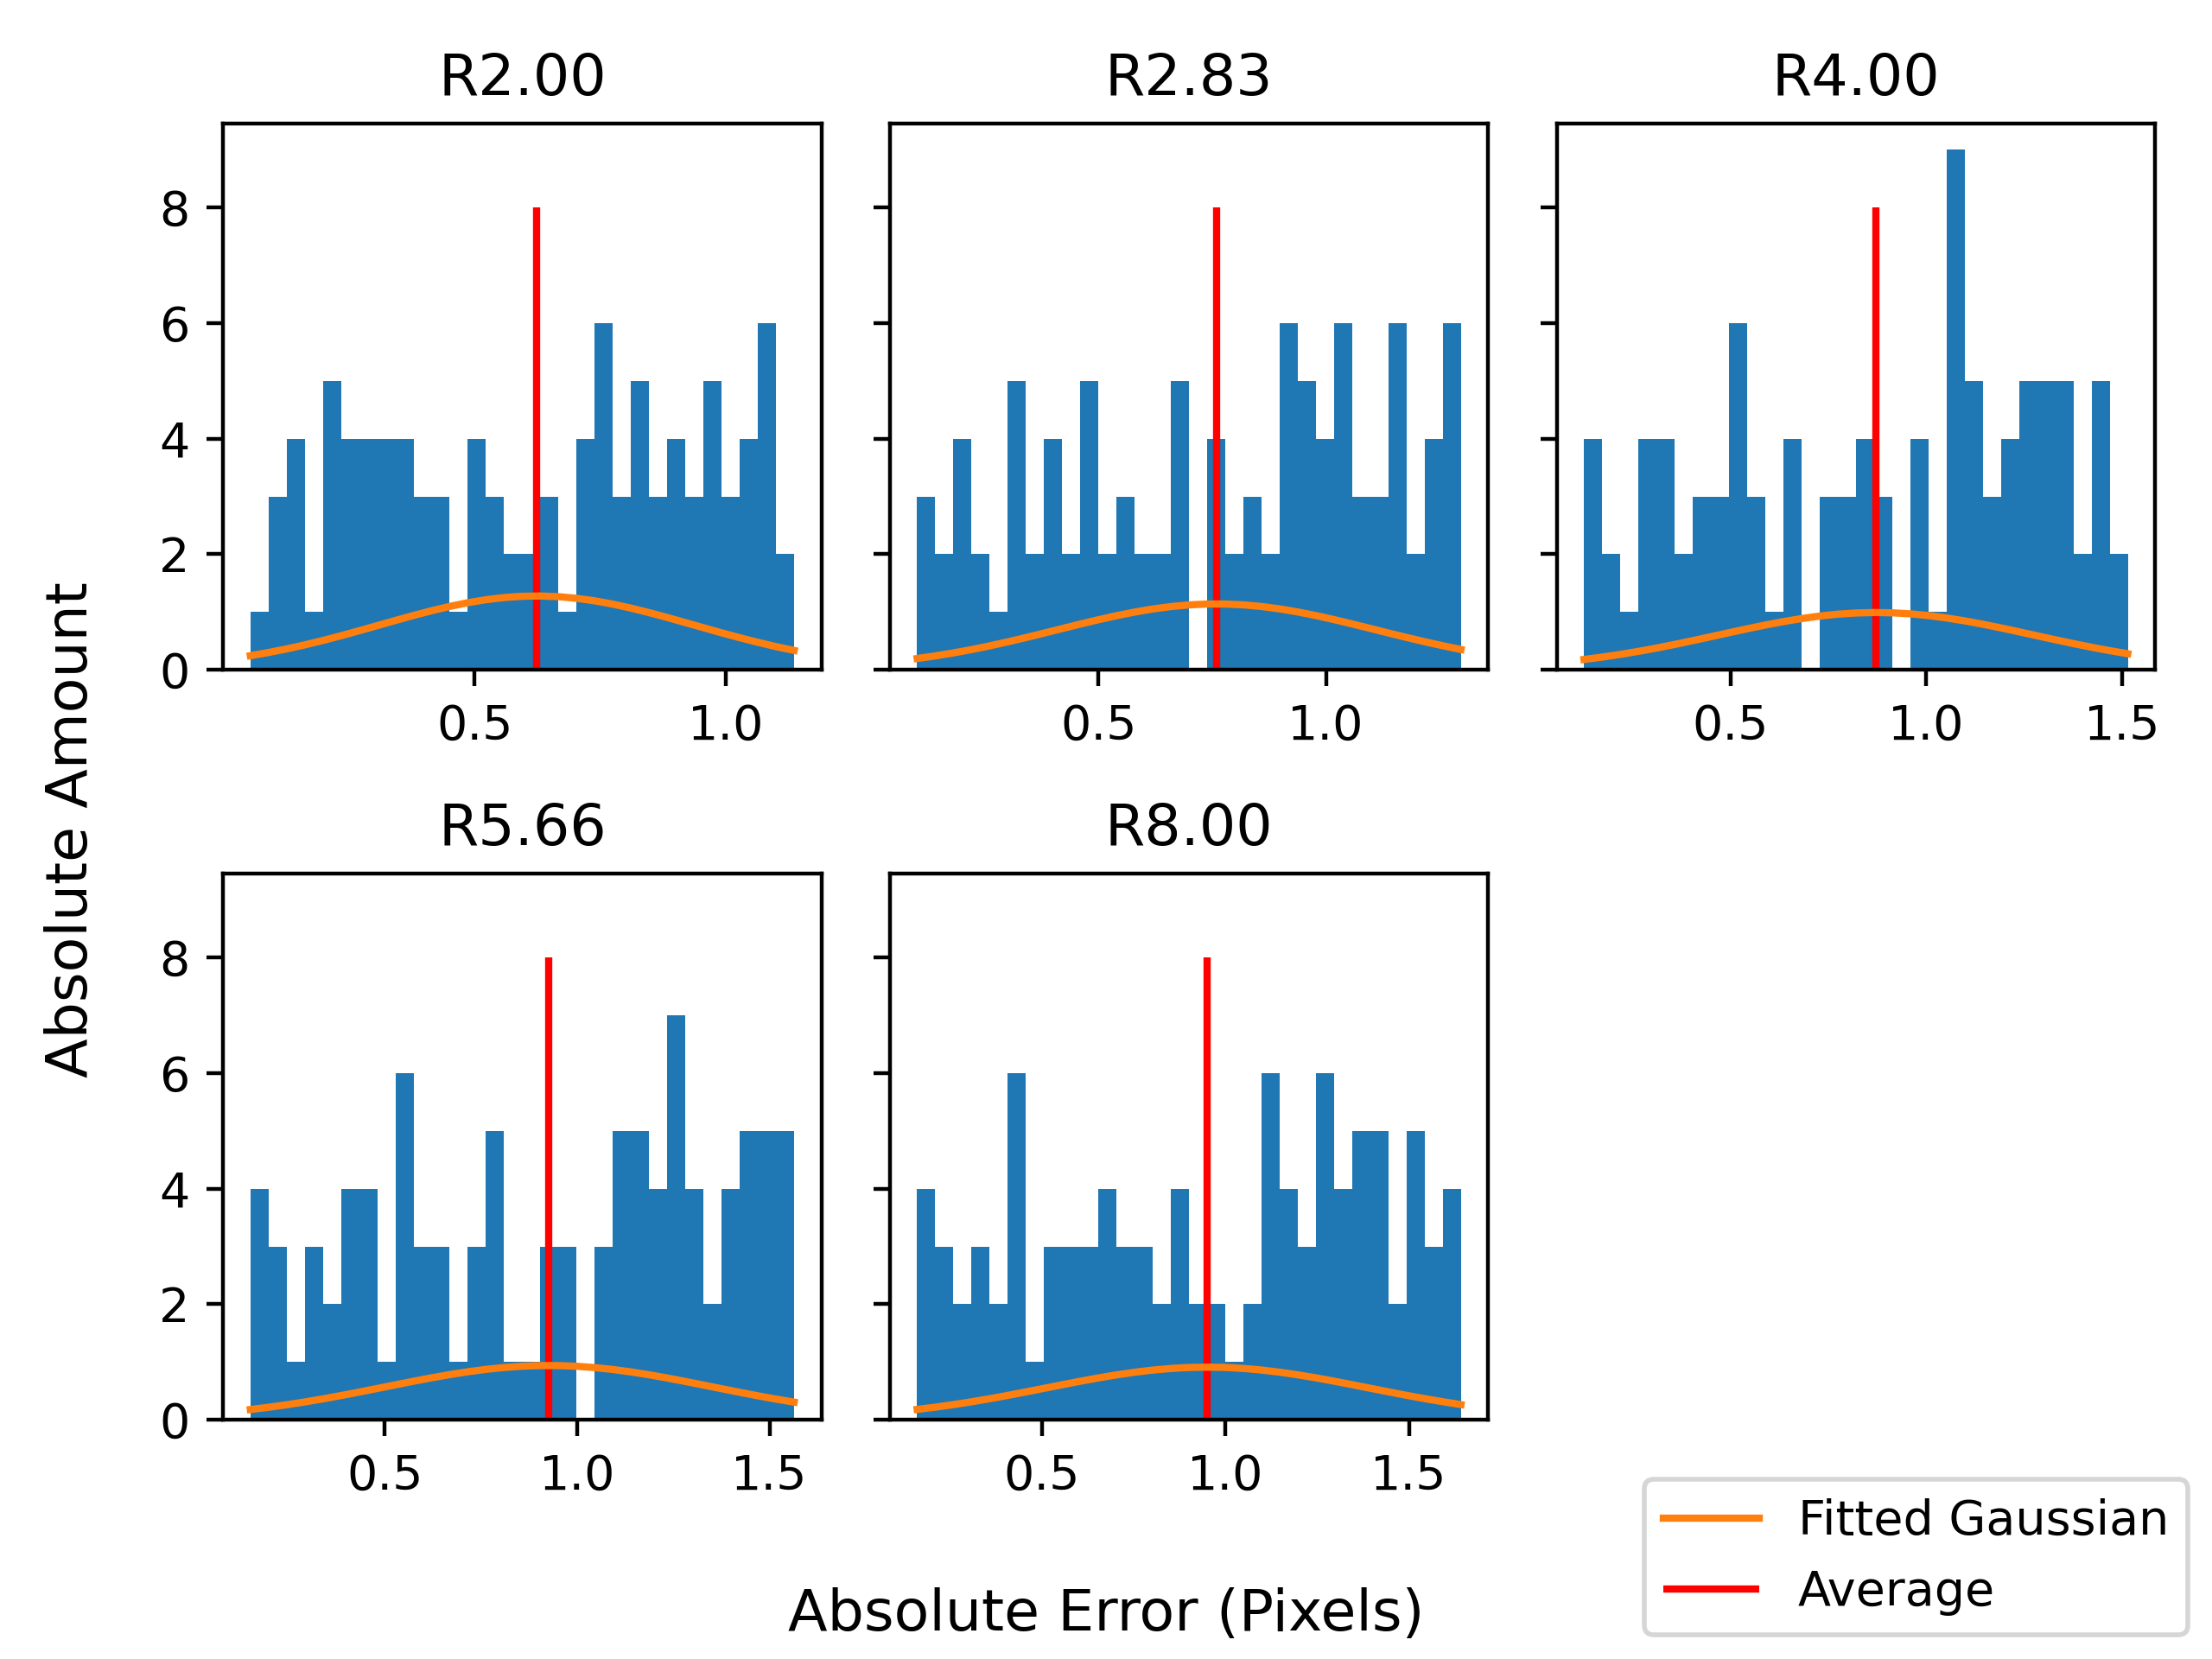 R2.00
R2.83
R4.00
8
6
4
2
0
0.5 1.0
0.5 1.0
0.5 1.0 1.5
Absolute Amount
R5.66
R8.00
8
6
4
2
0
0.5 1.0 1.5
0.5 1.0 1.5
Absolute Error (Pixels)
Fitted Gaussian
Average